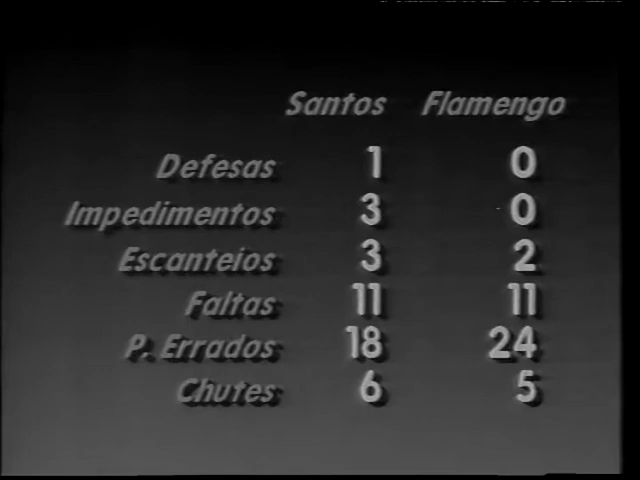 Santos Flamengo
Defesas 1 0
Impedimentos 3 0
Escanteios 3 2
Faltas 11 11
P. Errados 18 24
Chutes 6 5